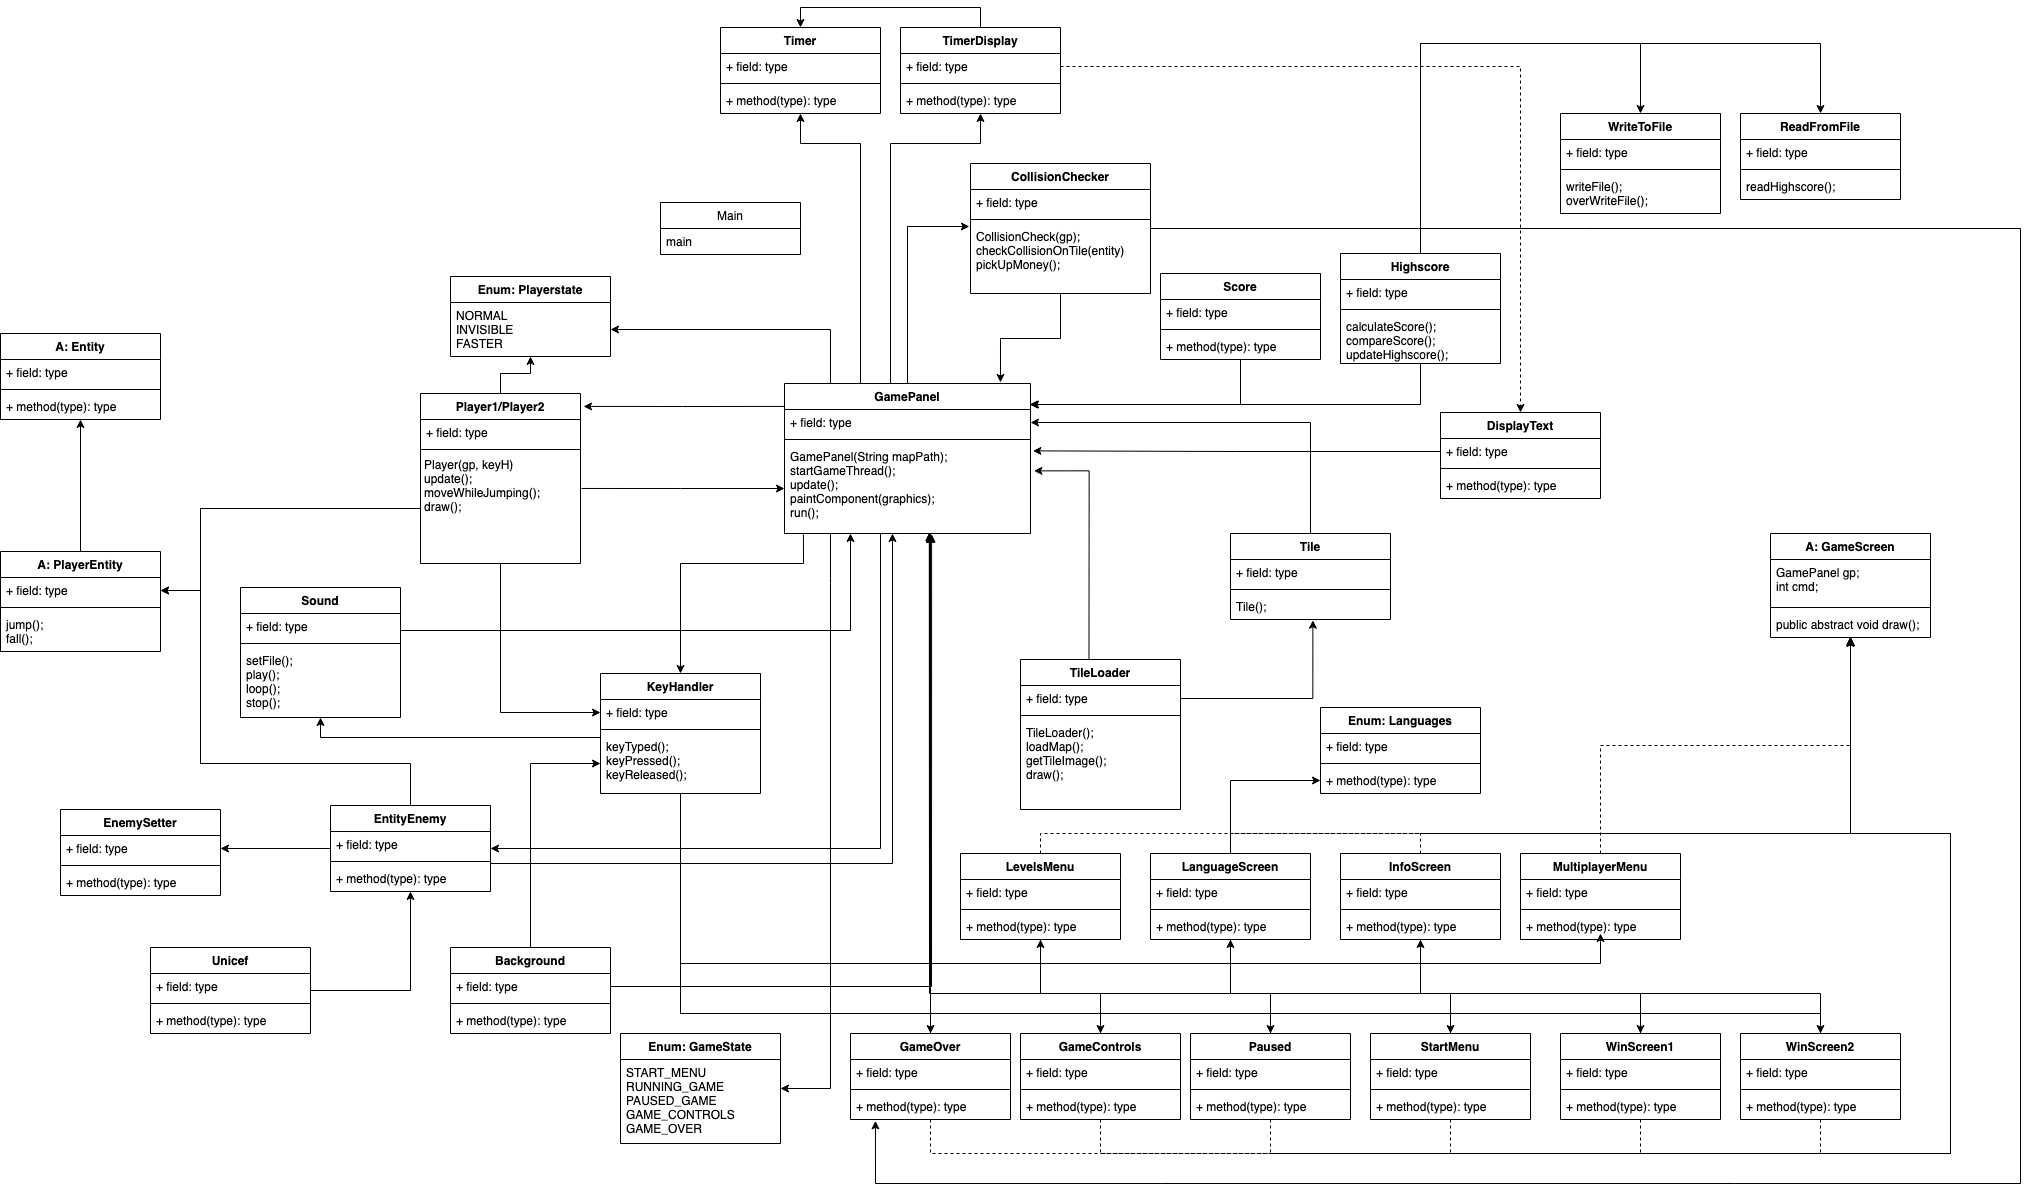 Timer
+ field: type
+ method(type): type
TimerDisplay
+ field: type
+ method(type): type
WriteToFile
+ field: type
writeFile();
overWriteFile();
ReadFromFile
+ field: type
readHighscore();
CollisionChecker
+ field: type
CollisionCheck(gp);
checkCollisionOnTile(entity)
pickUpMoney();
Main
main
Highscore
+ field: type
calculateScore();
compareScore();
updateHighscore();
Score
+ field: type
+ method(type): type
Enum: Playerstate
NORMAL
INVISIBLE
FASTER
A: Entity
+ field: type
+ method(type): type
Player1/Player2
+ field: type
Player(gp, keyH)
update();
moveWhileJumping();
draw();
GamePanel
+ field: type
GamePanel(String mapPath);
startGameThread();
update();
paintComponent(graphics);
run();
DisplayText
+ field: type
+ method(type): type
A: PlayerEntity
+ field: type
jump();
fall();
Sound
+ field: type
setFile();
play();
loop();
stop();
Tile
+ field: type
Tile();
A: GameScreen
GamePanel gp;
int cmd;
public abstract void draw();
KeyHandler
+ field: type
keyTyped();
keyPressed();
keyReleased();
TileLoader
+ field: type
TileLoader();
loadMap();
getTileImage();
draw();
Enum: Languages
+ field: type
+ method(type): type
EnemySetter
+ field: type
+ method(type): type
EntityEnemy
+ field: type
+ method(type): type
LevelsMenu
+ field: type
+ method(type): type
LanguageScreen
+ field: type
+ method(type): type
InfoScreen
+ field: type
+ method(type): type
MultiplayerMenu
+ field: type
+ method(type): type
Unicef
+ field: type
+ method(type): type
Background
+ field: type
+ method(type): type
Enum: GameState
START_MENU
RUNNING_GAME
PAUSED_GAME
GAME_CONTROLS
GAME_OVER
GameOver
+ field: type
+ method(type): type
GameControls
+ field: type
+ method(type): type
Paused
+ field: type
+ method(type): type
StartMenu
+ field: type
+ method(type): type
WinScreen1
+ field: type
+ method(type): type
WinScreen2
+ field: type
+ method(type): type